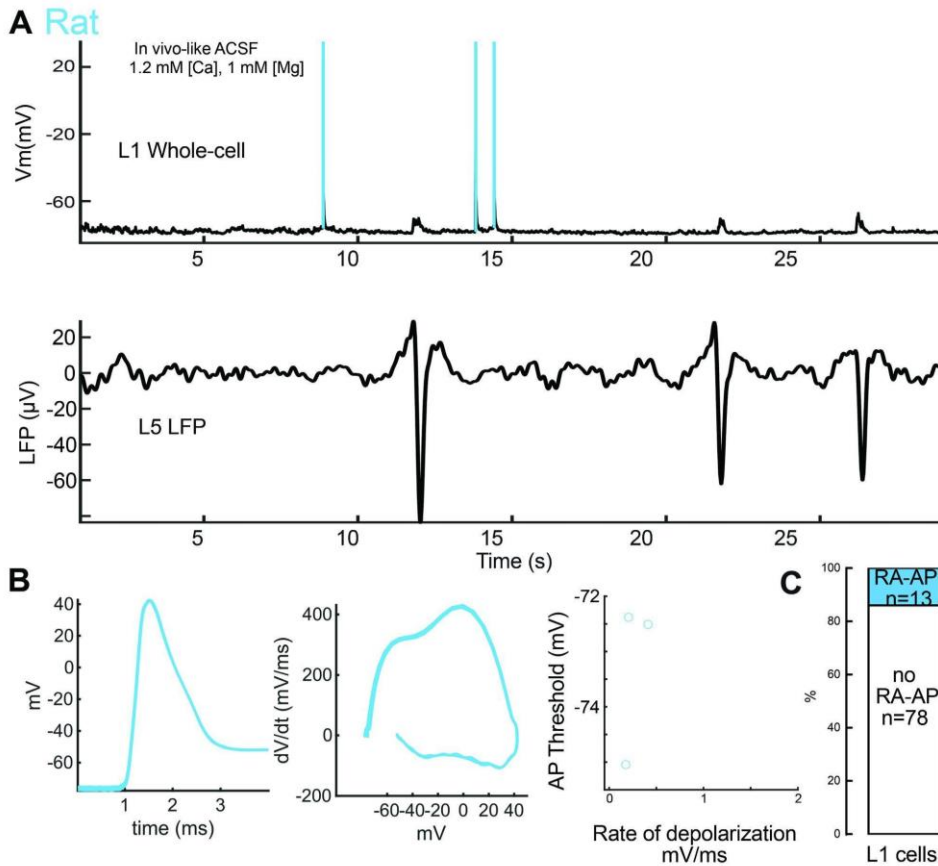 A Rat
In vivo-like ACSF
1.2 mM [Ca], 1 mM [Mg]
20
-20
-60
Vm(mV)
L1 Whole-cell
5 10 15 20 25
20
0
-20
-40
-60
LFP (µV)
L5 LFP
5 10 15 20 25
Time (s)
B
40
20
0
-20
-40
-60
mV
1 2 3
time (ms)
400
200
0
-200
dV/dt (mV/ms)
-60 -40 -20 0 20 40
mV
-72
-74
AP Threshold (mV)
0 1 2
Rate of depolarization
mV/ms
C
100
80
60
40
20
0
%
RA-AP
n=13
no
RA-AP
n=78
L1 cells